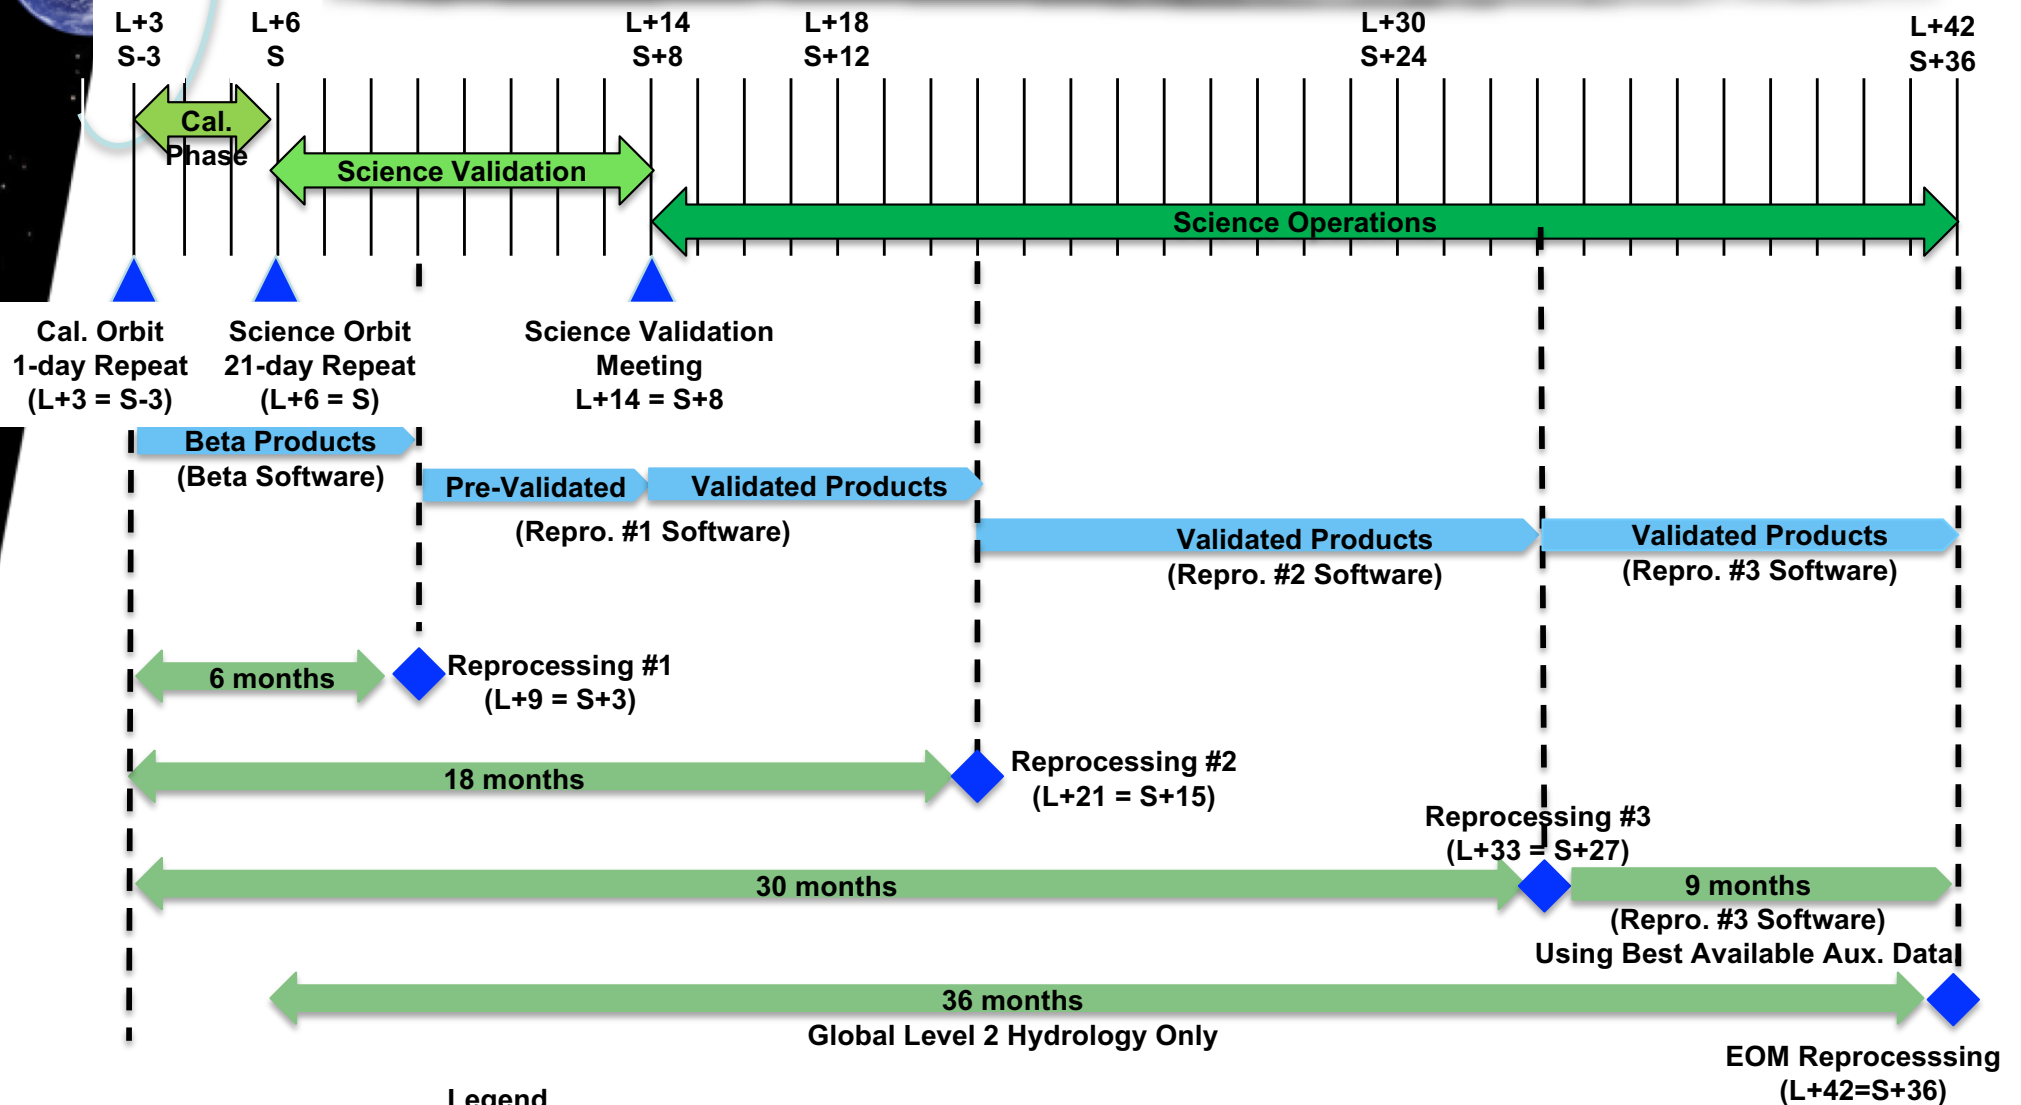 L+3
S-3
L+6
S
L+14
S+8
L+18
S+12
L+30
S+24
L+42
S+36
Cal.
Phase
Science Validation
Science Operations
Cal. Orbit
1-day Repeat
(L+3 = S-3)
Science Orbit
21-day Repeat
(L+6 = S)
Science Validation
Meeting
L+14 = S+8
Beta Products
(Beta Software)
Pre-Validated
Validated Products
(Repro. #1 Software)
Validated Products
(Repro. #2 Software)
Validated Products
(Repro. #3 Software)
6 months
Reprocessing #1
(L+9 = S+3)
18 months
Reprocessing #2
(L+21 = S+15)
Reprocessing #3
(L+33 = S+27)
30 months
9 months
(Repro. #3 Software)
Using Best Available Aux. Data
36 months
Global Level 2 Hydrology Only
EOM Reprocesssing
(L+42=S+36)
Legend